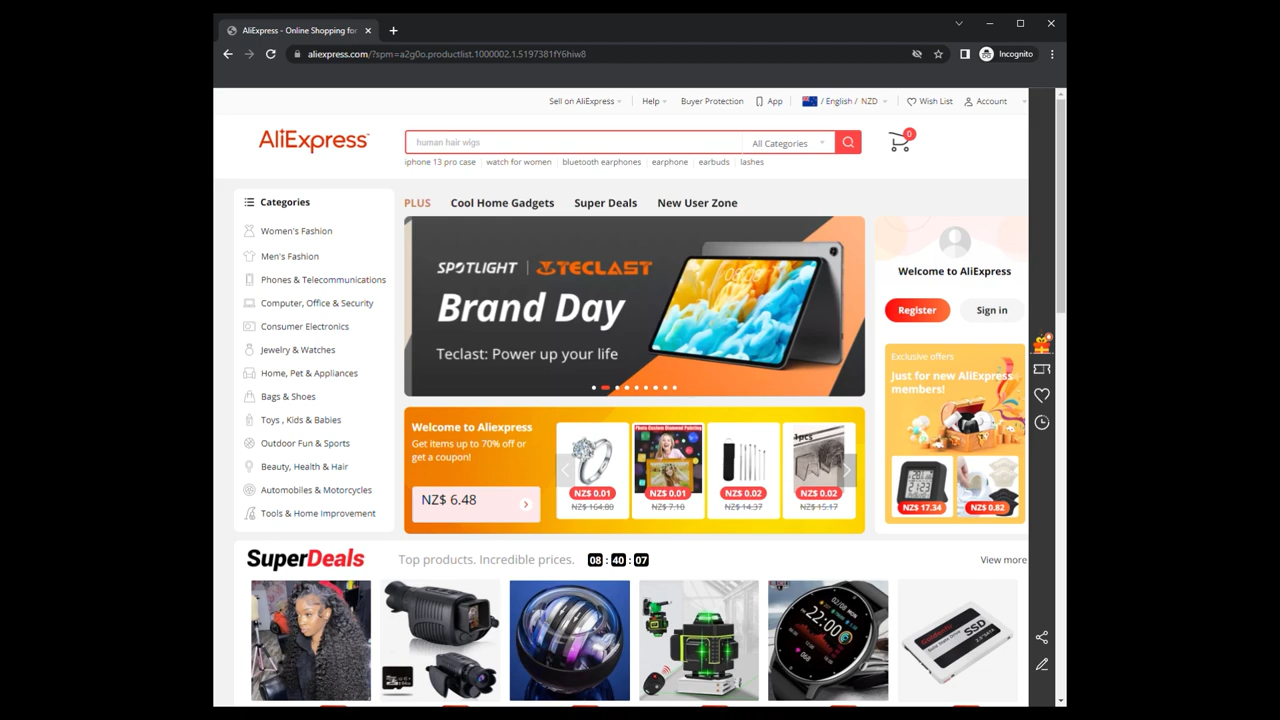 AliExpress - Online Shopping for
aliexpress.com/?spm=a2g0o.productlist.1000002.1.5197381fY6hiw8
Incognito
Sell on AliExpress
Help
Buyer Protection
App
/ English / NZD
Wish List
Account
AliExpress
human hair wigs
All Categories
0
iphone 13 pro case
watch for women
bluetooth earphones
earphone
earbuds
lashes
Categories
Women's Fashion
Men's Fashion
Phones & Telecommunications
Computer, Office & Security
Consumer Electronics
Jewelry & Watches
Home, Pet & Appliances
Bags & Shoes
Toys , Kids & Babies
Outdoor Fun & Sports
Beauty, Health & Hair
Automobiles & Motorcycles
Tools & Home Improvement
PLUS
Cool Home Gadgets
Super Deals
New User Zone
SPOTLIGHT | TECLAST
Brand Day
Teclast: Power up your life
Welcome to AliExpress
Register
Sign in
Exclusive offers
Just for new AliExpress
members!
NZ$ 17.34
NZ$ 0.82
Welcome to Aliexpress
Get items up to 70% off or
get a coupon!
NZ$ 6.48
NZ$ 0.01
NZ$ 164.80
Photo Custom Diamond Painting
NZ$ 0.01
NZ$ 7.10
NZ$ 0.02
NZ$ 14.37
1pcs
NZ$ 0.02
NZ$ 15.17
SuperDeals
Top products. Incredible prices.
08 : 40 : 07
View more
22:00
SSD